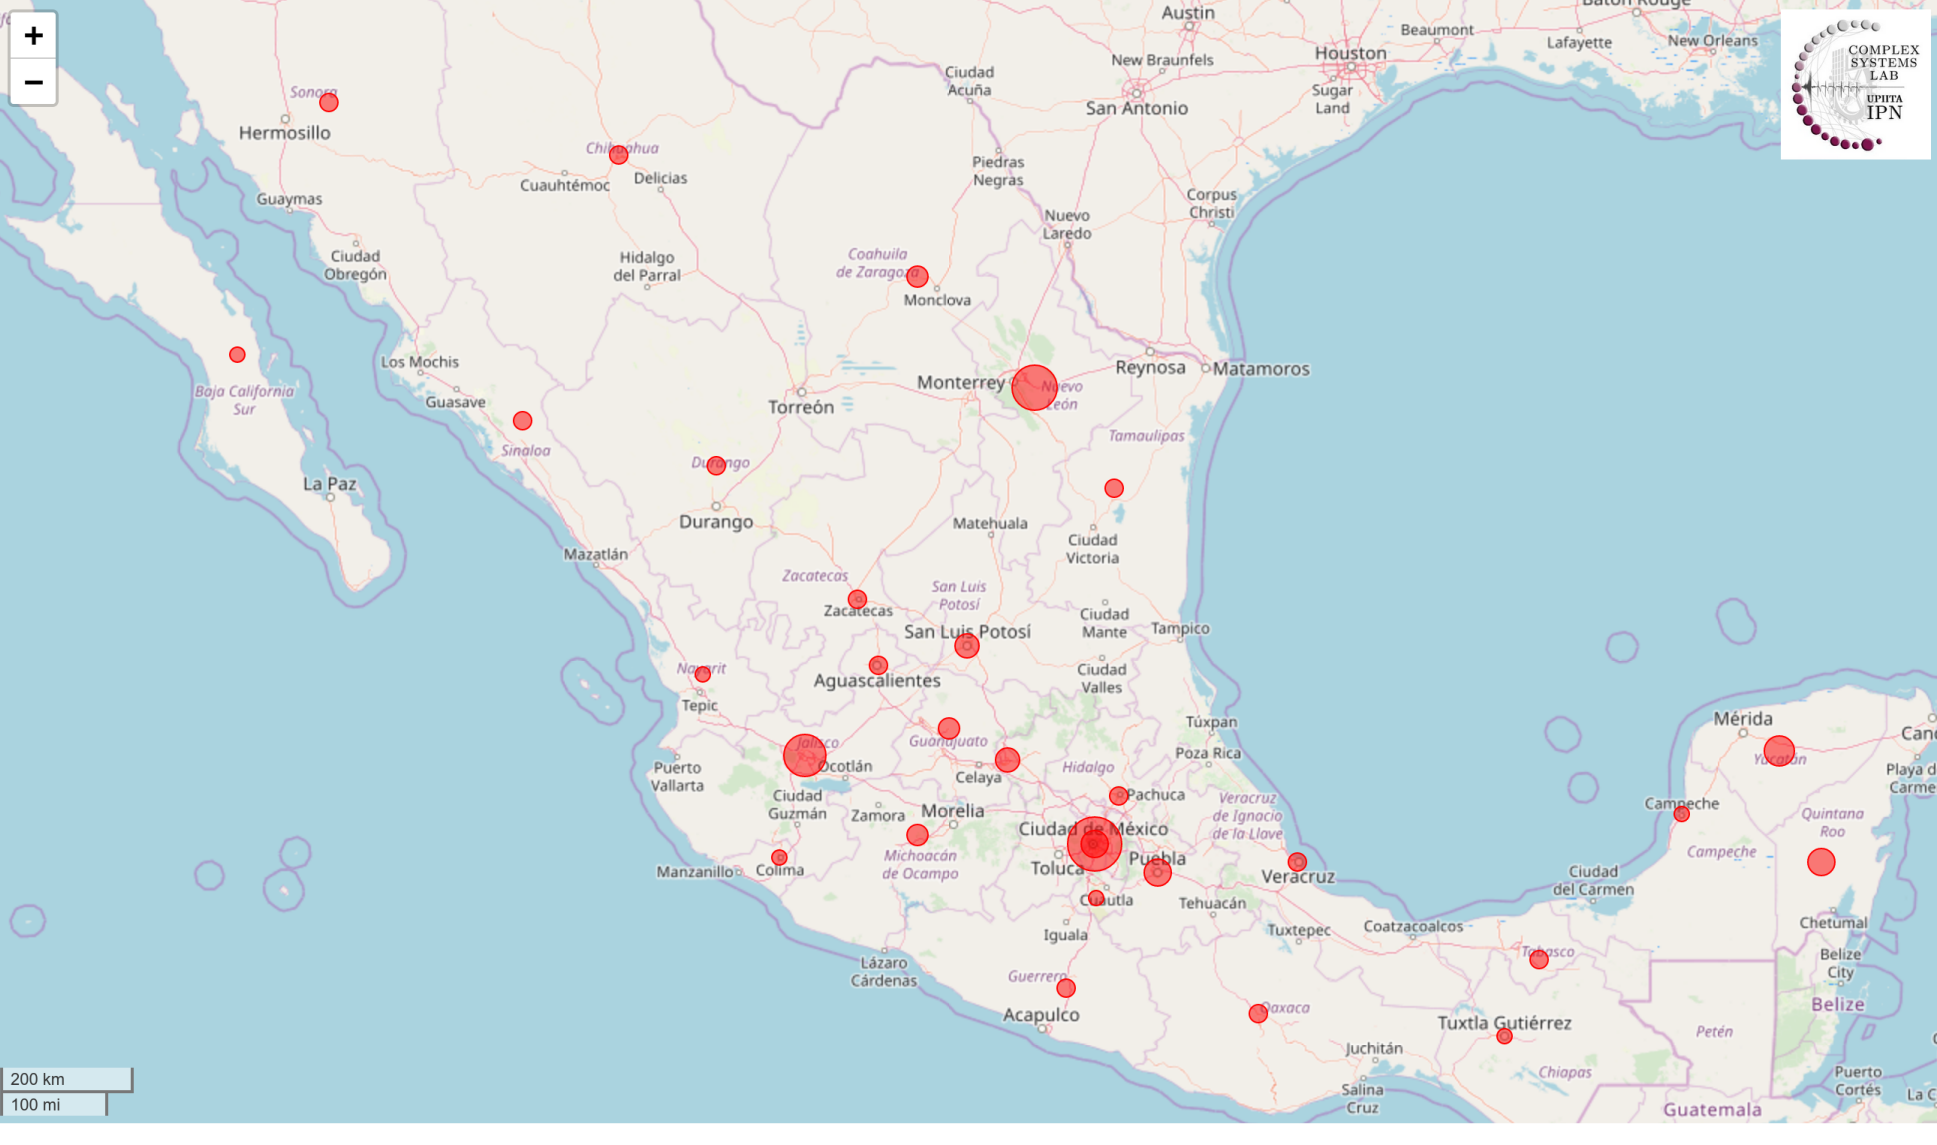 +
−
Austin
Baton Rouge
Houston
Beaumont
Lafayette
New Orleans
New Braunfels
San Antonio
Sugar
Land
COMPLEX
SYSTEMS
LAB
UPIITA
IPN
Ciudad
Acuña
Sonora
Hermosillo
Chihuahua
Cuauhtémoc
Delicias
Piedras
Negras
Guaymas
Corpus
Christi
Nuevo
Laredo
Ciudad
Obregón
Hidalgo
del Parral
Coahuila
de Zaragoza
Monclova
Los Mochis
Guasave
Baja California
Sur
Monterrey
Nuevo
León
Reynosa
Matamoros
Torreón
Tamaulipas
Sinaloa
Durango
La Paz
Durango
Matehuala
Ciudad
Victoria
Mazatlán
Zacatecas
Zacatecas
San Luis
Potosí
San Luis Potosí
Ciudad
Mante
Tampico
Nayarit
Aguascalientes
Ciudad
Valles
Tepic
Túxpan
Mérida
Jalisco
Guanajuato
Poza Rica
Yucatán
Puerto
Vallarta
Ocotlán
Celaya
Hidalgo
Ciudad
Guzmán
Zamora
Morelia
Pachuca
Veracruz
de Ignacio
de la Llave
Campeche
Quintana
Roo
Ciudad de México
Michoacán
de Ocampo
Toluca
Puebla
Campeche
Manzanillo
Colima
Veracruz
Ciudad
del Carmen
Cuautla
Tehuacán
Iguala
Tuxtepec
Coatzacoalcos
Chetumal
Lázaro
Cárdenas
Guerrero
Tabasco
Belize
City
Acapulco
Oaxaca
Tuxtla Gutiérrez
Petén
Belize
Juchitán
Chiapas
Salina
Cruz
Puerto
Cortés
Guatemala
200 km
100 mi